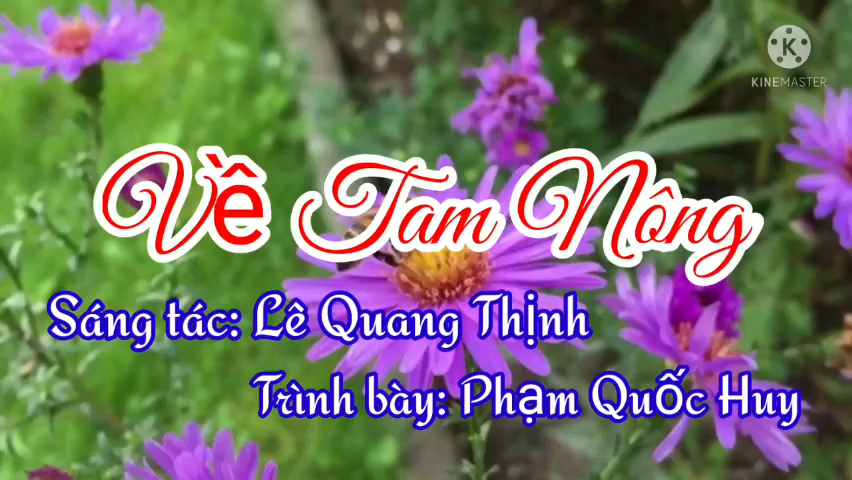 KINEMASTER
Về Tam Nông
Sáng tác: Lê Quang Thịnh
Trình bày: Phạm Quốc Huy